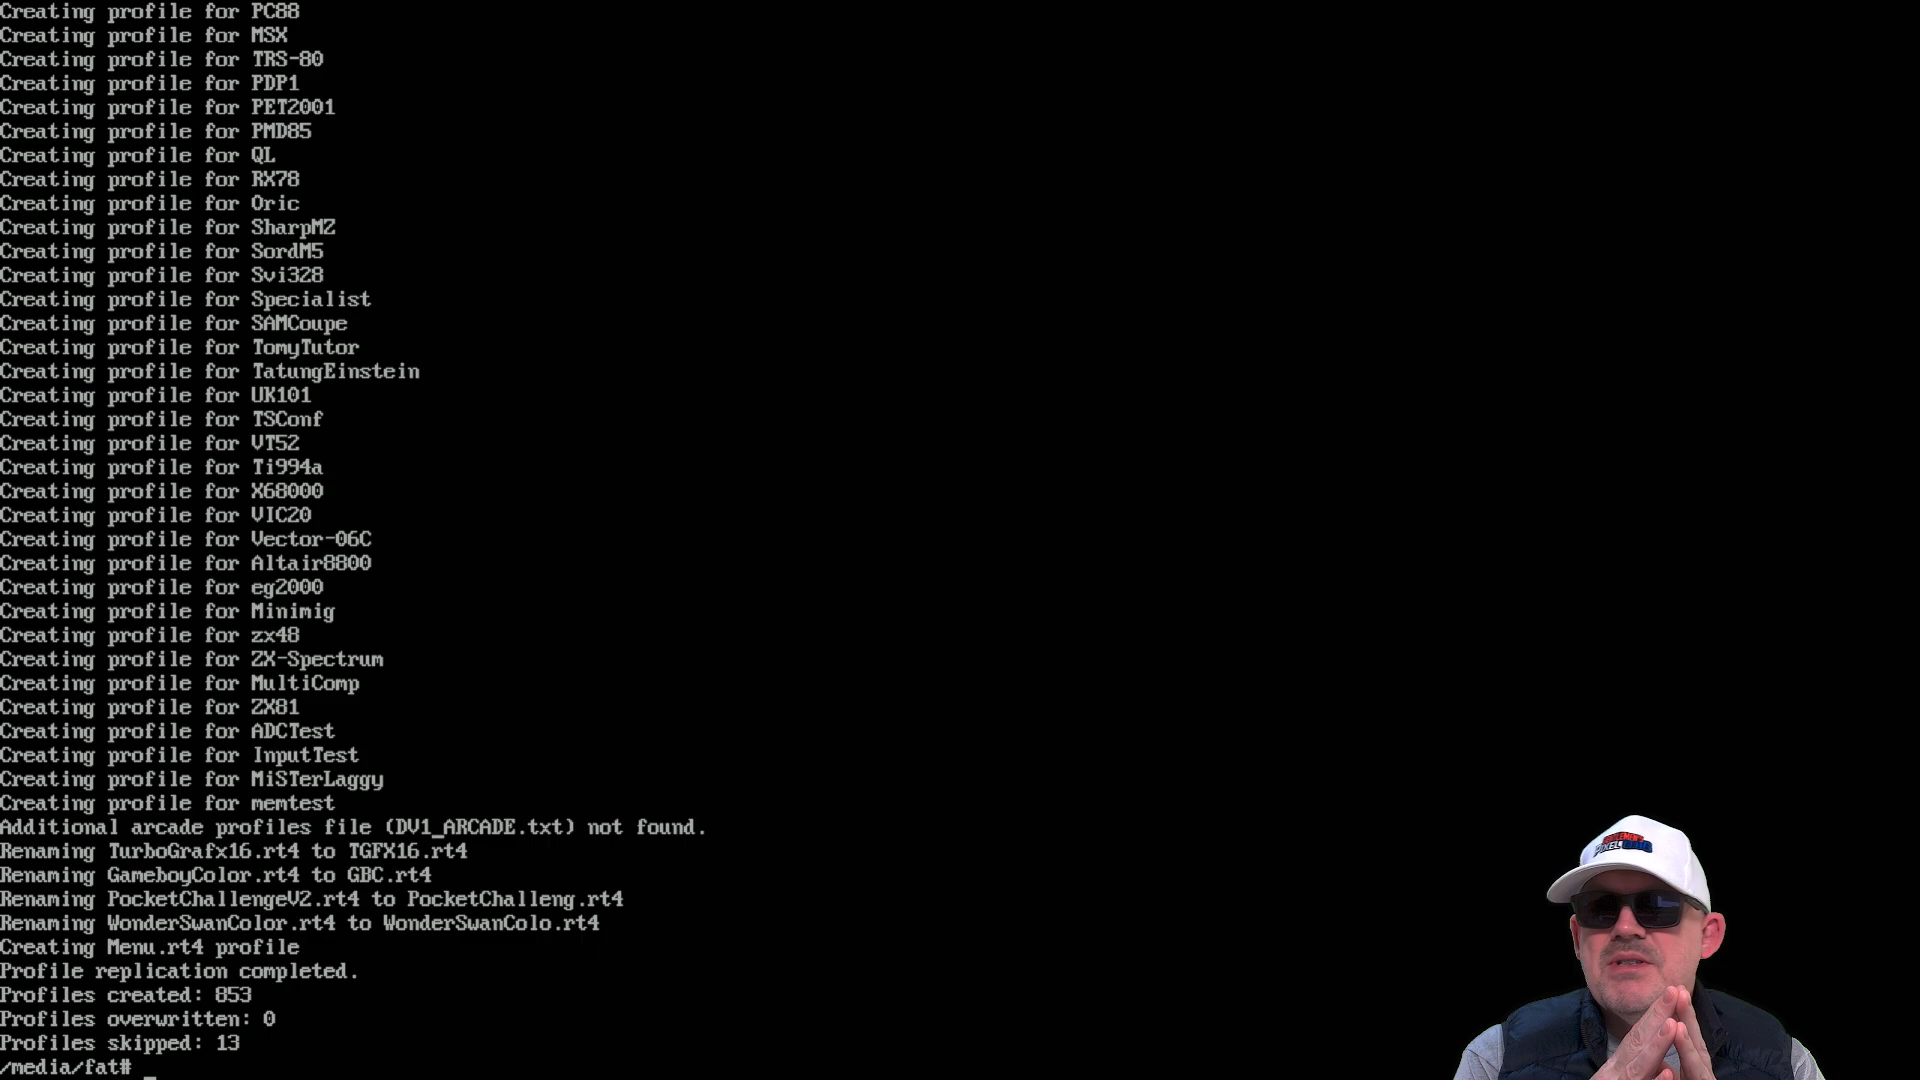 Creating profile for PC88
Creating profile for MSX
Creating profile for TRS-80
Creating profile for PDP1
Creating profile for PET2001
Creating profile for PMD85
Creating profile for QL
Creating profile for RX78
Creating profile for Oric
Creating profile for SharpMZ
Creating profile for SordM5
Creating profile for Svi328
Creating profile for Specialist
Creating profile for SAMCoupe
Creating profile for TomyTutor
Creating profile for TatungEinstein
Creating profile for UK101
Creating profile for TSConf
Creating profile for VT52
Creating profile for Ti994a
Creating profile for X68000
Creating profile for VIC20
Creating profile for Vector-06C
Creating profile for Altair8800
Creating profile for eg2000
Creating profile for Minimig
Creating profile for zx48
Creating profile for ZX-Spectrum
Creating profile for MultiComp
Creating profile for ZX81
Creating profile for ADCTest
Creating profile for InputTest
Creating profile for MiSTerLaggy
Creating profile for memtest
Additional arcade profiles file (DV1_ARCADE.txt) not found.
Renaming TurboGrafx16.rt4 to TGFX16.rt4
Renaming GameboyColor.rt4 to GBC.rt4
Renaming PocketChallengeV2.rt4 to PocketChalleng.rt4
Renaming WonderSwanColor.rt4 to WonderSwanColo.rt4
Creating Menu.rt4 profile
Profile replication completed.
Profiles created: 853
Profiles overwritten: 0
Profiles skipped: 13
/media/fat# _
PIXEL